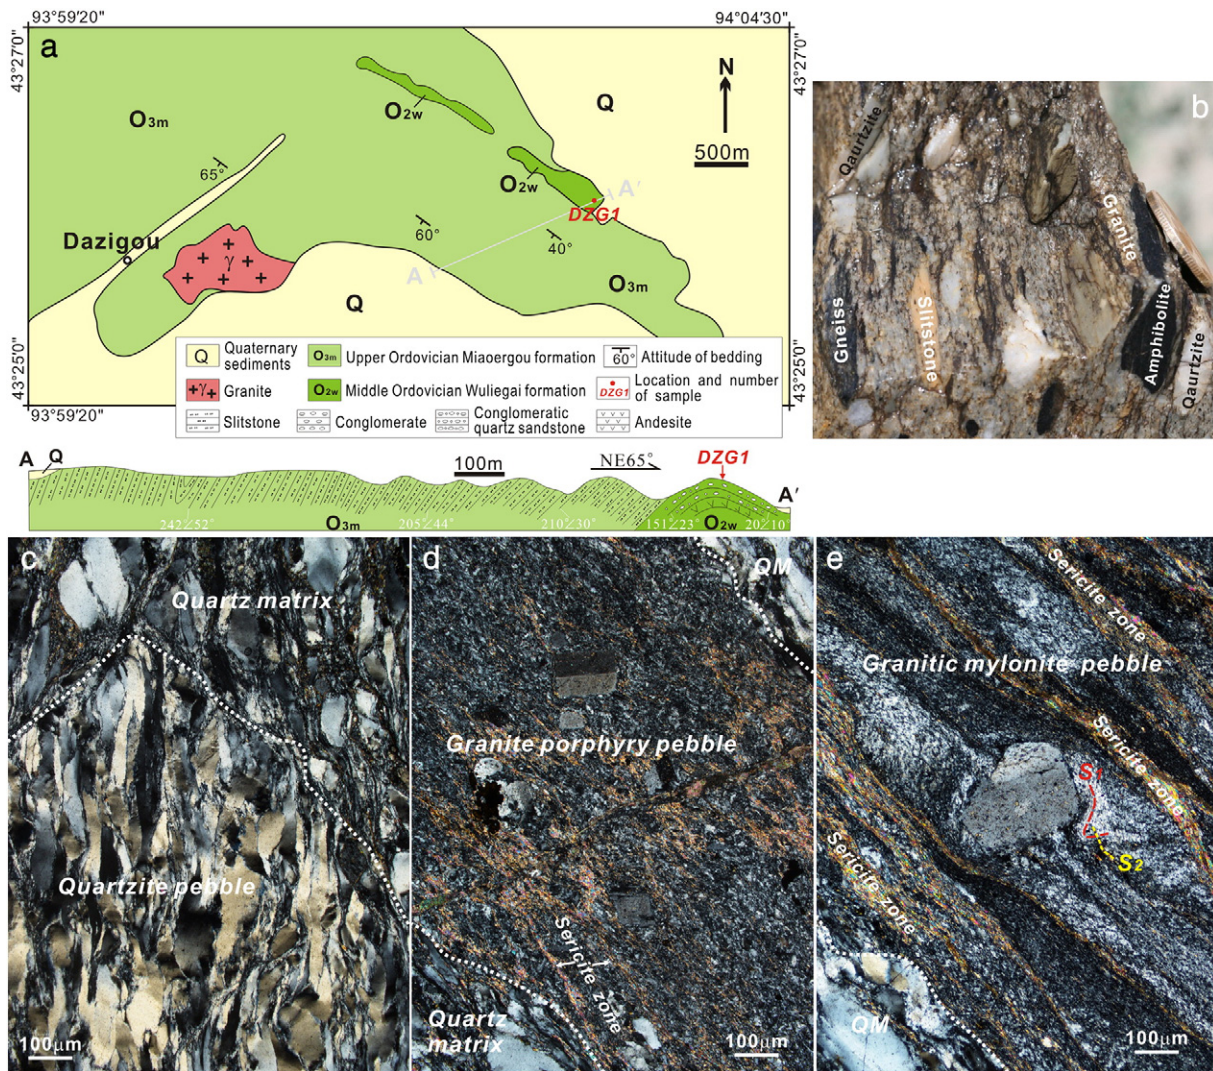 93°59′20″
94°04′30″
a
43°27′0″
43°27′0″
O3m
O2w
Q
N
500m
65°
O2w
A′
DZG1
Dazigou
60°
40°
γ
A
Q
O3m
43°25′0″
43°25′0″
Q Quaternary sediments
O3m Upper Ordovician Miaoergou formation
60° Attitude of bedding
γ Granite
O2w Middle Ordovician Wuliegai formation
DZG1 Location and number of sample
Slitstone
Conglomerate
Conglomeratic quartz sandstone
Andesite
93°59′20″
b
Qaurtzite
Granite
Gneiss
Slitstone
Amphibolite
Qaurtzite
A
Q
100m
NE65°
DZG1
A′
242∠52°
O3m
205∠44°
210∠30°
151∠23°
O2w
20∠10°
c
Quartz matrix
Quartzite pebble
100μm
d
QM
Granite porphyry pebble
Sericite zone
Quartz
matrix
100μm
e
Sericite zone
Granitic mylonite pebble
Sericite zone
S1
S2
Sericite zone
QM
100μm